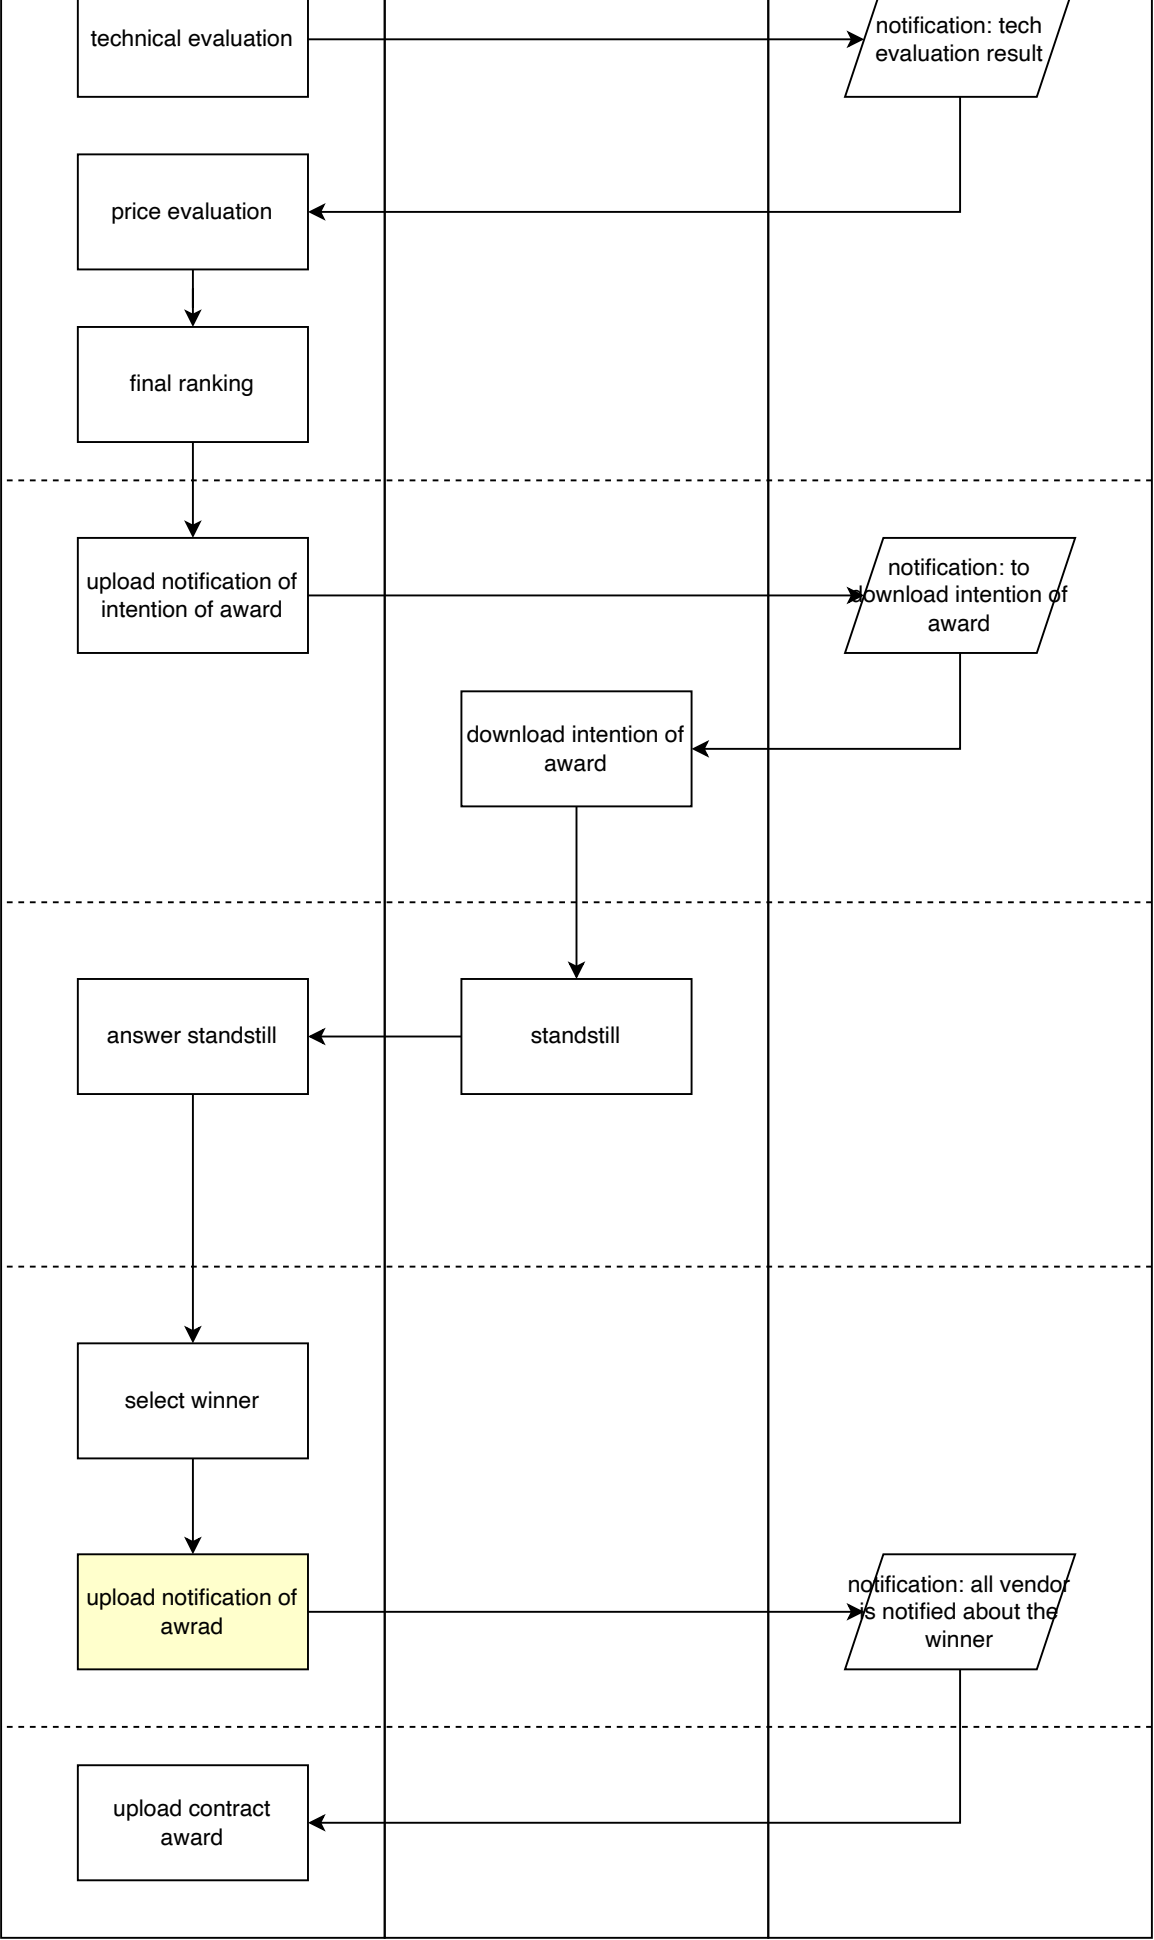 technical evaluation
notification: tech
evaluation result
price evaluation
final ranking
upload notification of
intention of award
notification: to
download intention of
award
download intention of
award
answer standstill
standstill
select winner
upload notification of
awrad
notification: all vendor
is notified about the
winner
upload contract
award